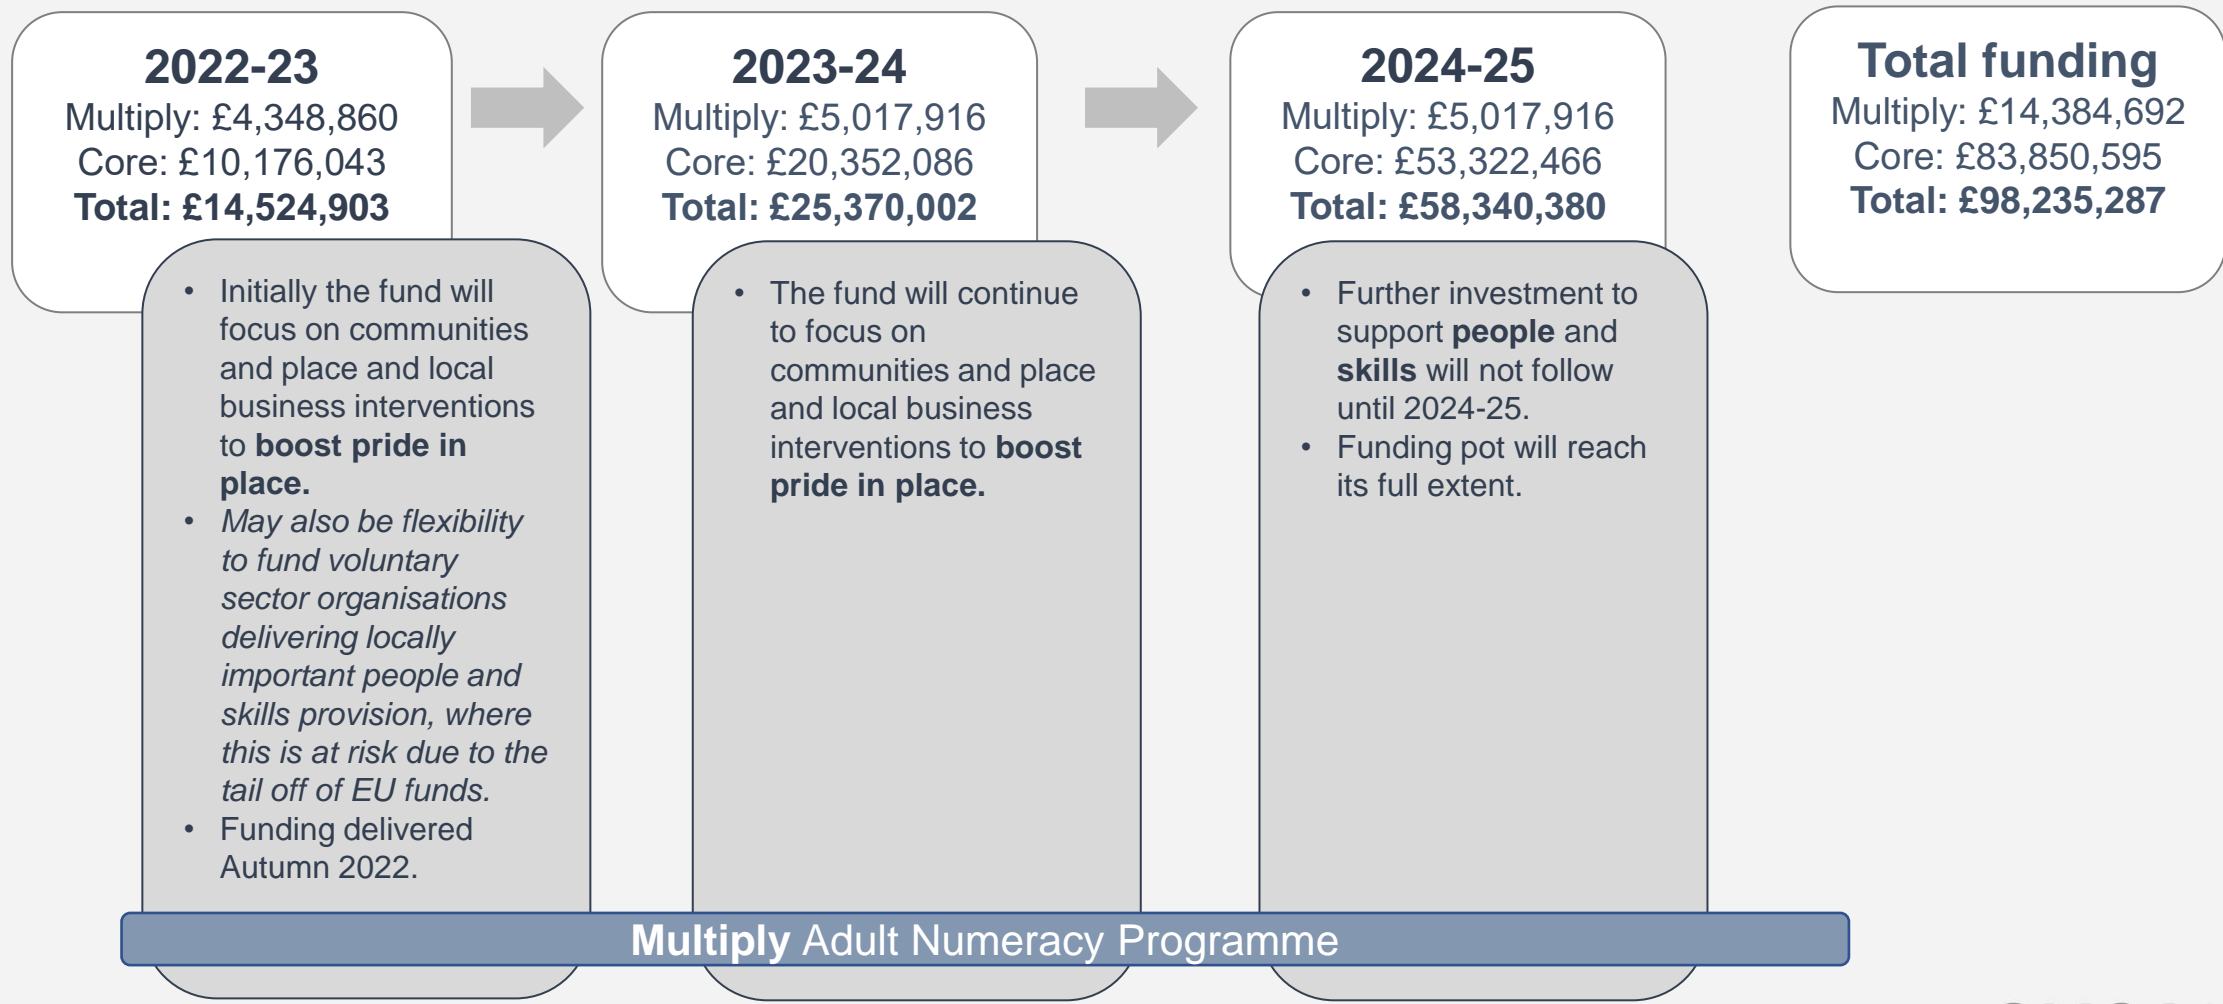 2022-23
Multiply: £4,348,860
Core: £10,176,043
Total: £14,524,903
• Initially the fund will
focus on communities
and place and local
business interventions
to boost pride in
place.
• May also be flexibility
to fund voluntary
sector organisations
delivering locally
important people and
skills provision, where
this is at risk due to the
tail off of EU funds.
• Funding delivered
Autumn 2022.
2023-24
Multiply: £5,017,916
Core: £20,352,086
Total: £25,370,002
• The fund will continue
to focus on
communities and place
and local business
interventions to boost
pride in place.
2024-25
Multiply: £5,017,916
Core: £53,322,466
Total: £58,340,380
• Further investment to
support people and
skills will not follow
until 2024-25.
• Funding pot will reach
its full extent.
Total funding
Multiply: £14,384,692
Core: £83,850,595
Total: £98,235,287
Multiply Adult Numeracy Programme